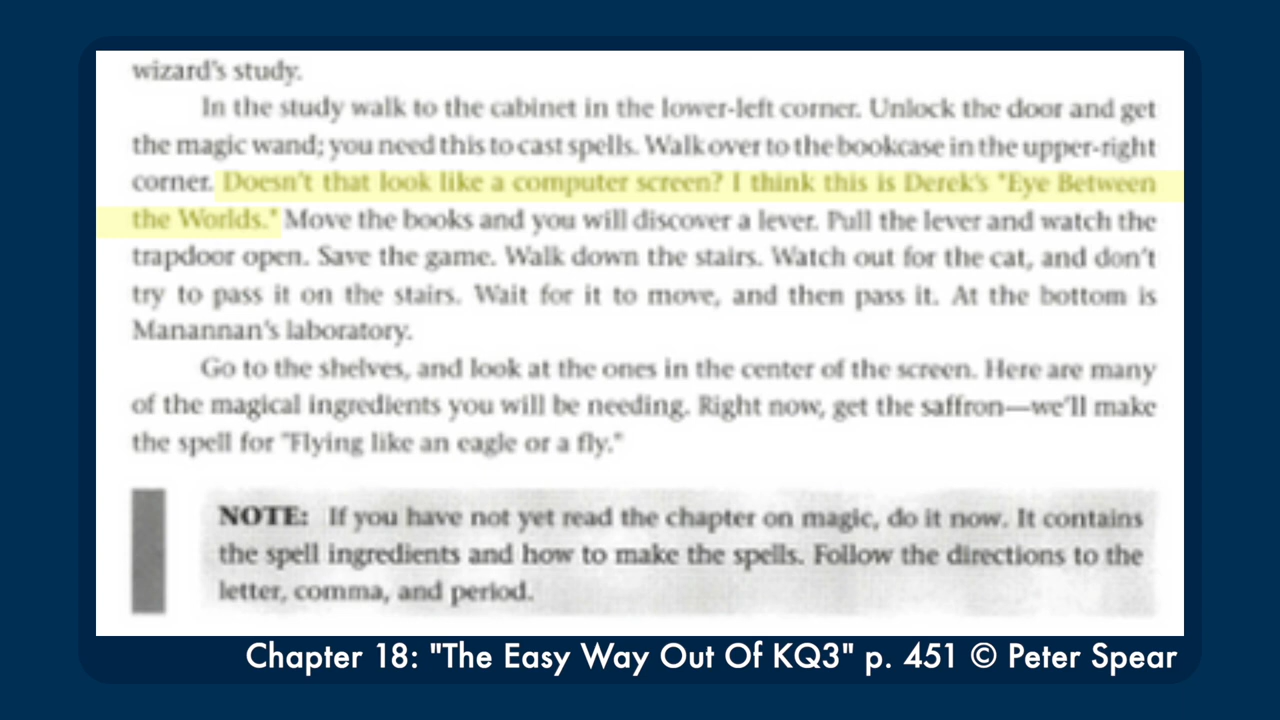 wizard's study.
In the study walk to the cabinet in the lower-left corner. Unlock the door and get
the magic wand; you need this to cast spells. Walk over to the bookcase in the upper-right
corner. Doesn't that look like a computer screen? I think this is Derek's "Eye Between
the Worlds." Move the books and you will discover a lever. Pull the lever and watch the
trapdoor open. Save the game. Walk down the stairs. Watch out for the cat, and don't
try to pass it on the stairs. Wait for it to move, and then pass it. At the bottom is
Manannan's laboratory.
Go to the shelves, and look at the ones in the center of the screen. Here are many
of the magical ingredients you will be needing. Right now, get the saffron—we'll make
the spell for "Flying like an eagle or a fly."
NOTE: If you have not yet read the chapter on magic, do it now. It contains
the spell ingredients and how to make the spells. Follow the directions to the
letter, comma, and period.
Chapter 18: "The Easy Way Out Of KQ3" p. 451 © Peter Spear